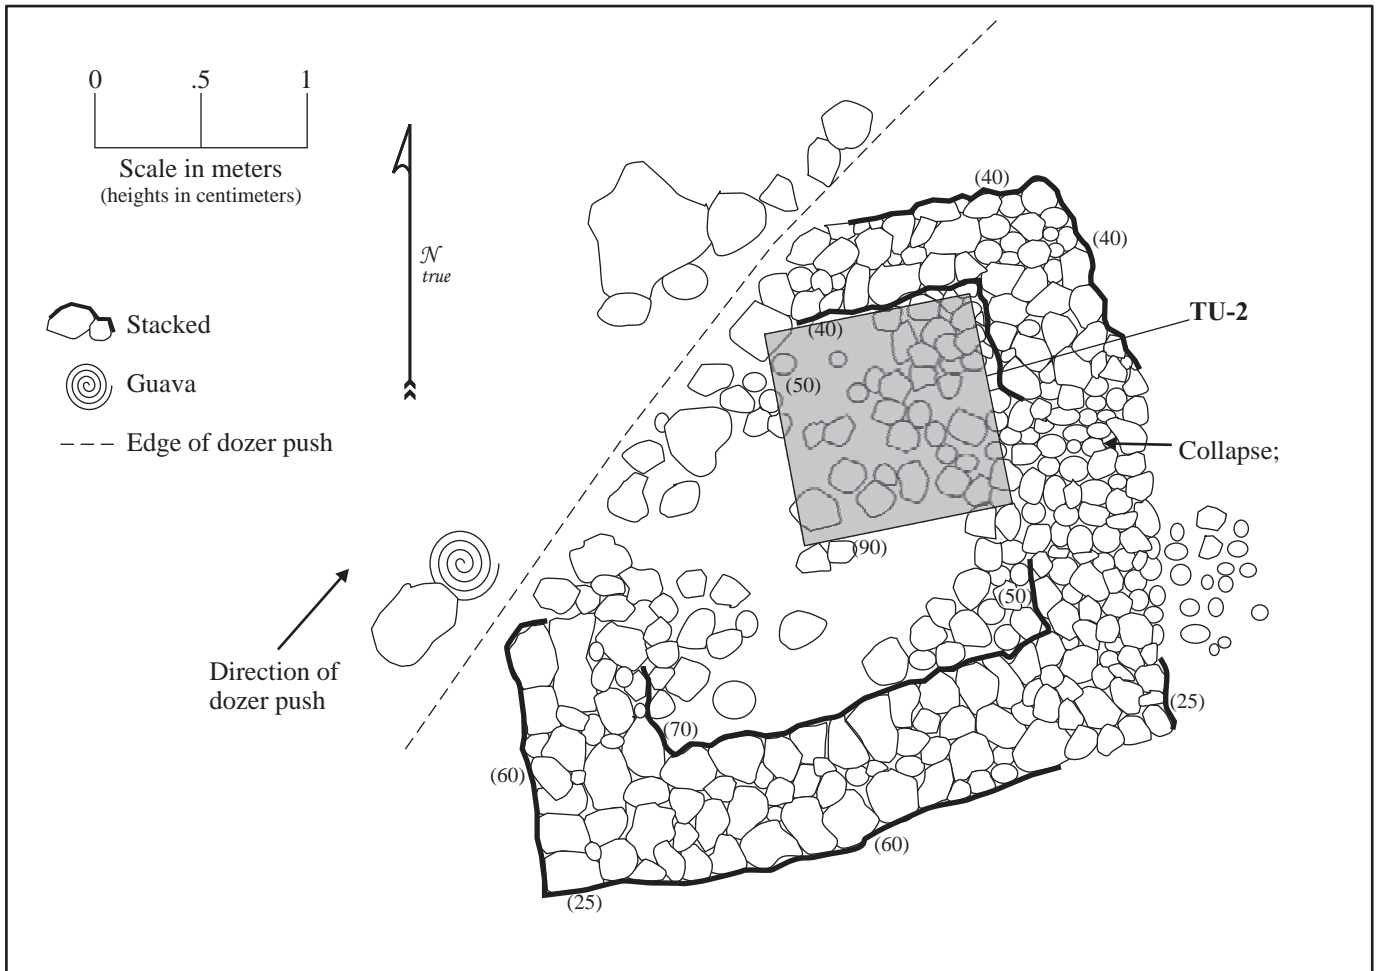 0 .5 1
Scale in meters
(heights in centimeters)
N
true
Stacked
Guava
Edge of dozer push
Direction of
dozer push
(40)
(40)
TU-2
(40)
(50)
Collapse;
(90)
(50)
(25)
(70)
(60)
(60)
(25)